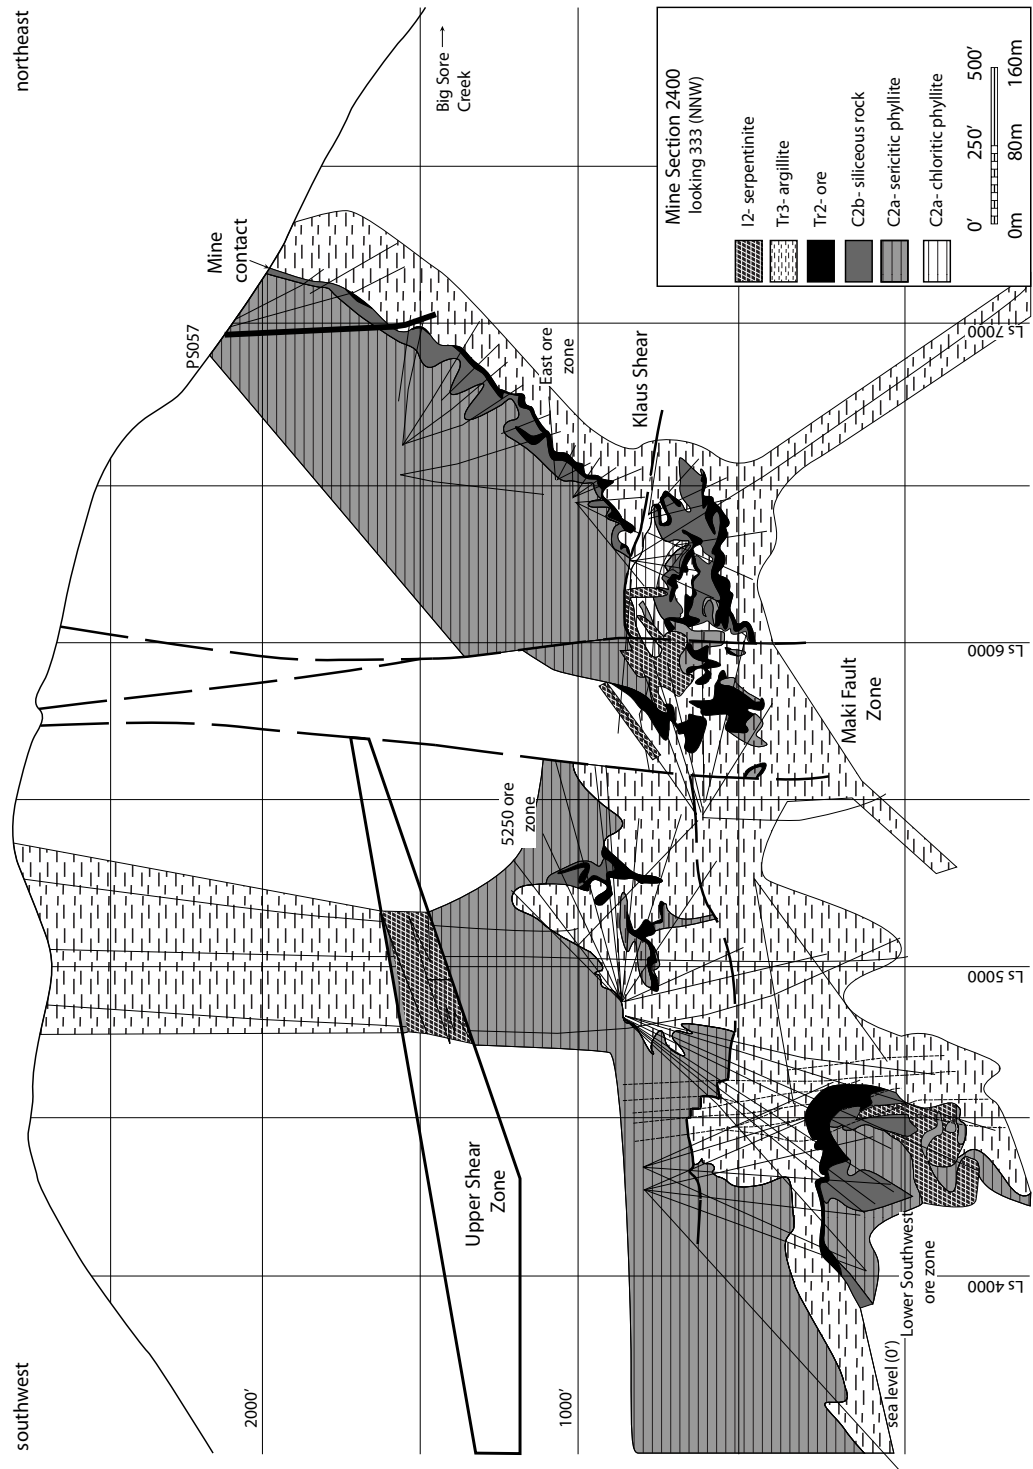 southwest
northeast
Big Sore
Creek
Mine
contact
PS057
2000'
1000'
Upper Shear
Zone
5250 ore
zone
East ore
zone
Klaus Shear
Maki Fault
Zone
Lower Southwest
ore zone
sea level (0')
Ls 4000
Ls 5000
Ls 6000
Ls 7000
Mine Section 2400
looking 333 (NNW)
I2- serpentinite
Tr3- argillite
Tr2- ore
C2b- siliceous rock
C2a- sericitic phyllite
C2a- chloritic phyllite
0' 250' 500'
0m 80m 160m